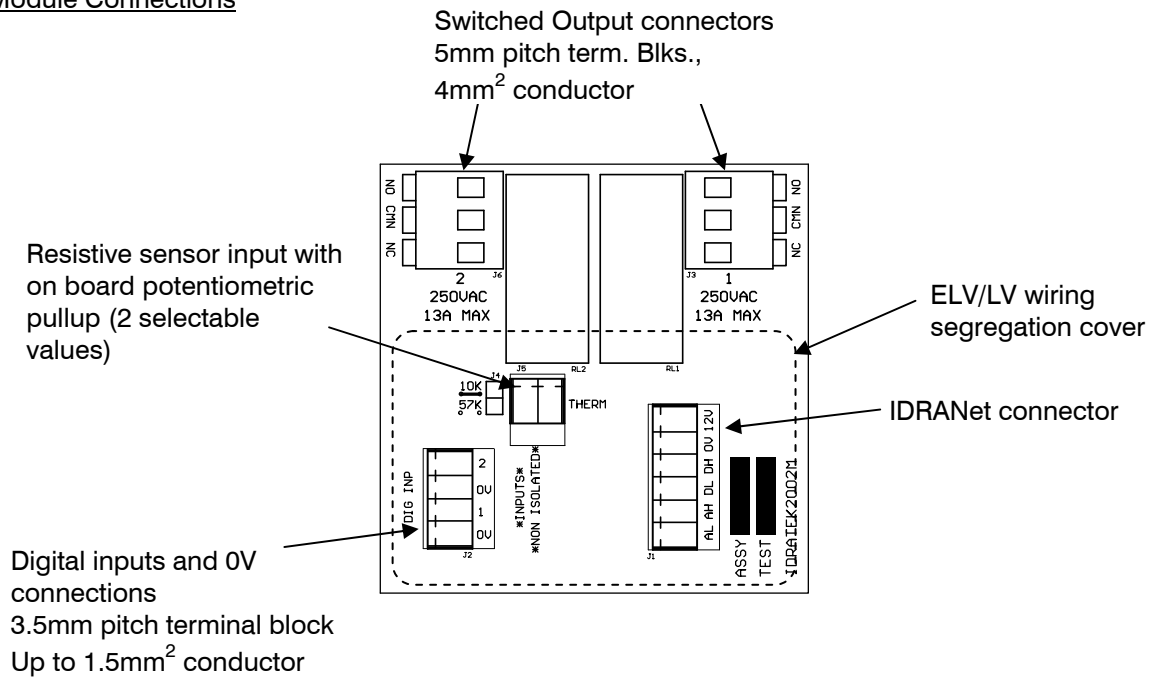 Module Connections
Switched Output connectors
5mm pitch term. Blks.,
4mm² conductor
NO
CMN
NC
2
J6
250VAC
13A MAX
NO
CMN
NC
1
J3
250VAC
13A MAX
Resistive sensor input with
on board potentiometric
pullup (2 selectable
values)
ELV/LV wiring
segregation cover
J5
RL2
RL1
J4
10K
57K
THERM
IDRANet connector
*INPUTS*
*NON ISOLATED*
DIG INP
2
0V
1
0V
J2
AL AH DL DH 0V 12V
J1
ASSY
TEST
IDRAIEK2002M
Digital inputs and 0V
connections
3.5mm pitch terminal block
Up to 1.5mm² conductor